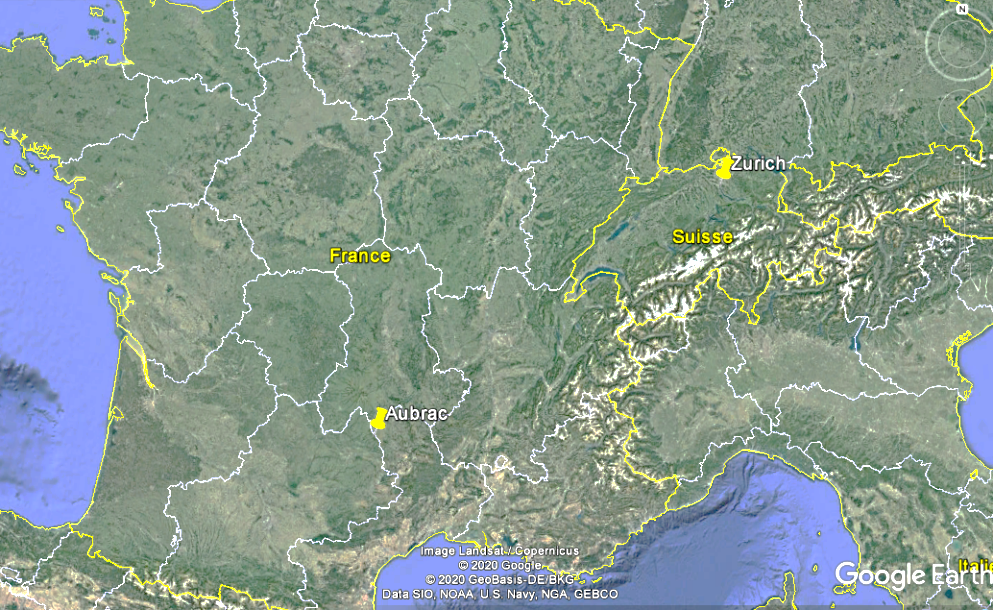 N
Zurich
Suisse
France
Aubrac
Image Landsat / Copernicus
© 2020 Google
© 2020 GeoBasis-DE/BKG
Data SIO, NOAA, U.S. Navy, NGA, GEBCO
Google Earth
Italie